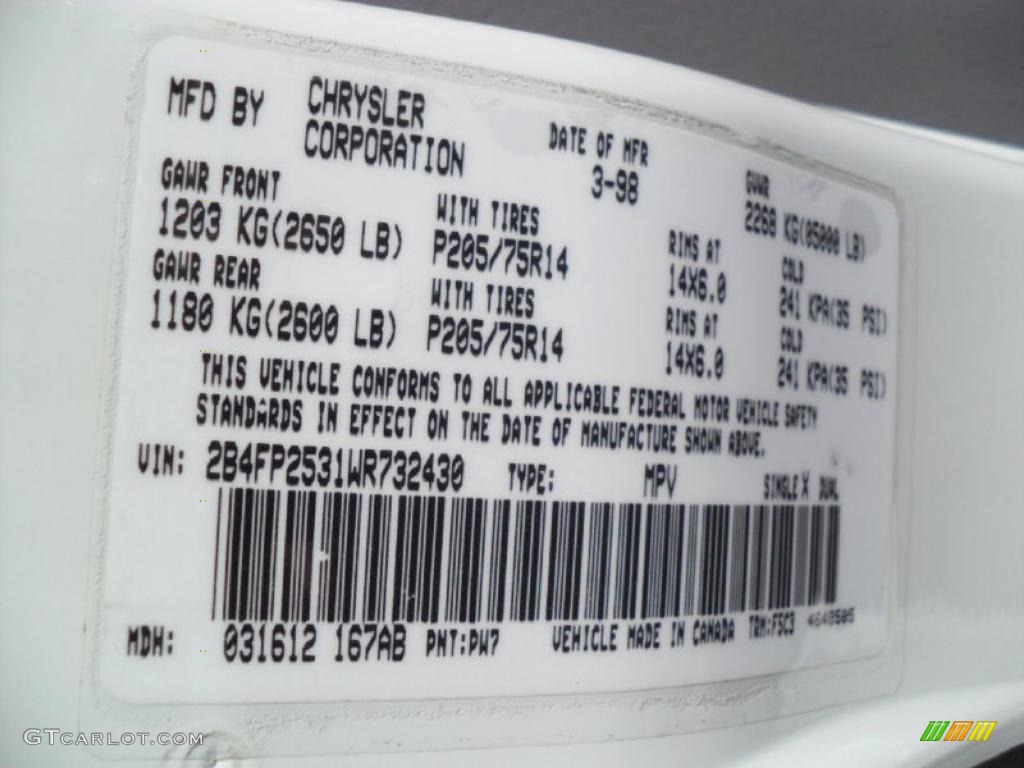 MFD BY CHRYSLER CORPORATION
DATE OF MFR 3-98
GVWR 2268 KG(05000 LB)
GAWR FRONT WITH TIRES RIMS AT COLD
1203 KG(2650 LB) P205/75R14 14X6.0 241 KPA(35 PSI)
GAWR REAR WITH TIRES RIMS AT COLD
1180 KG(2600 LB) P205/75R14 14X6.0 241 KPA(35 PSI)
THIS VEHICLE CONFORMS TO ALL APPLICABLE FEDERAL MOTOR VEHICLE SAFETY
STANDARDS IN EFFECT ON THE DATE OF MANUFACTURE SHOWN ABOVE.
VIN: 2B4FP2531WR732430 TYPE: MPV SINGLE X DUAL
MDH: 031612 167AB PNT:PW7 VEHICLE MADE IN CANADA TRM:F5C3
GTCARLOT.COM